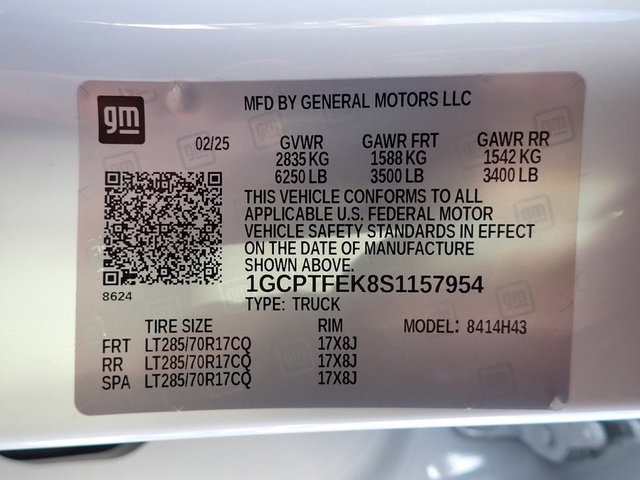 gm
MFD BY GENERAL MOTORS LLC
02/25 GVWR GAWR FRT GAWR RR
2835 KG 1588 KG 1542 KG
6250 LB 3500 LB 3400 LB
THIS VEHICLE CONFORMS TO ALL
APPLICABLE U.S. FEDERAL MOTOR
VEHICLE SAFETY STANDARDS IN EFFECT
ON THE DATE OF MANUFACTURE
SHOWN ABOVE.
8624
1GCPTFEK8S1157954
TYPE: TRUCK
TIRE SIZE RIM MODEL: 8414H43
FRT LT285/70R17CQ 17X8J
RR LT285/70R17CQ 17X8J
SPA LT285/70R17CQ 17X8J